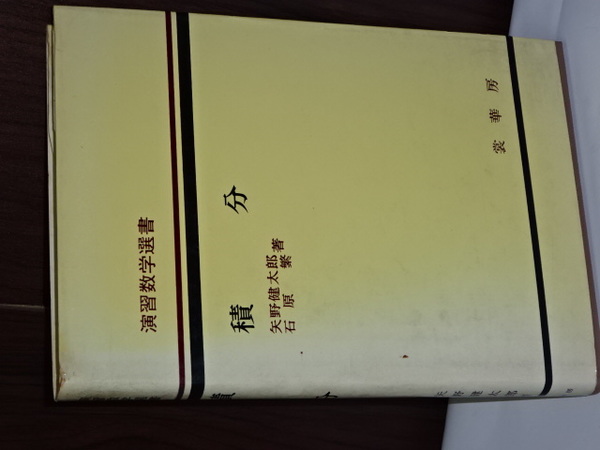 演習数学選書
積分
矢野健太郎
石原繁
著
裳華房